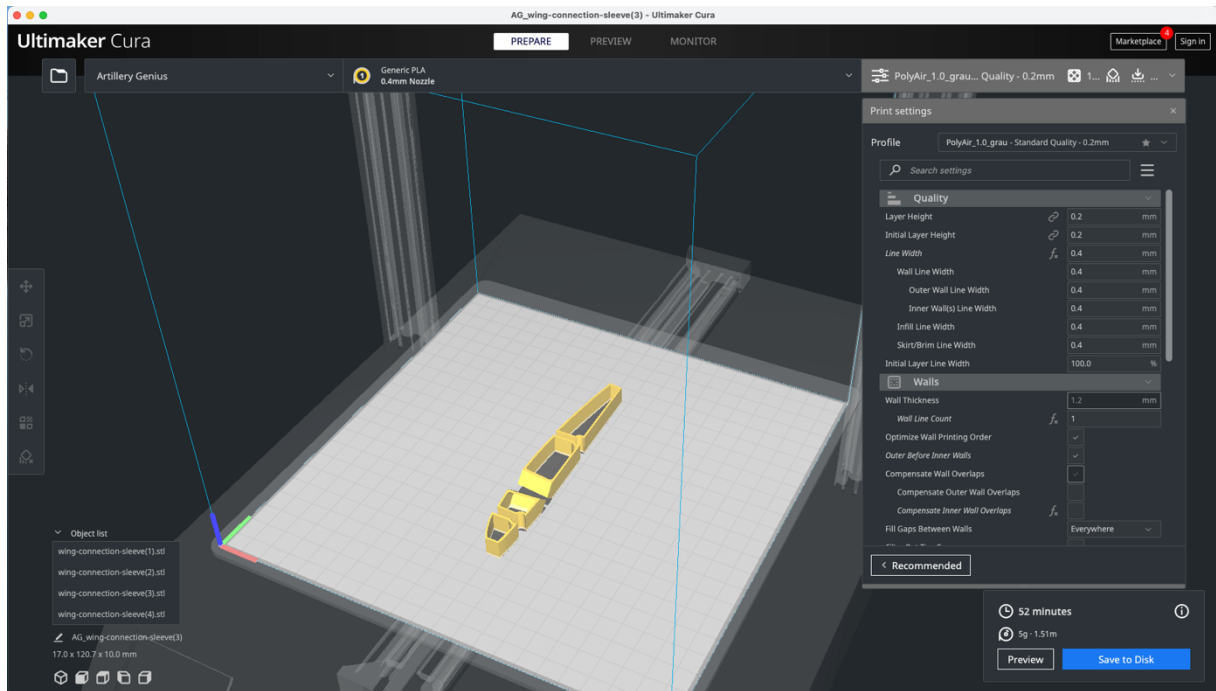 AG_wing-connection-sleeve(3) - Ultimaker Cura
Ultimaker Cura
PREPARE
PREVIEW
MONITOR
Marketplace
4
Sign in
Artillery Genius
1
Generic PLA
0.4mm Nozzle
PolyAir_1.0_grau... Quality - 0.2mm
1...
...
Print settings
Profile
PolyAir_1.0_grau - Standard Quality - 0.2mm
Search settings
Quality
Layer Height 0.2 mm
Initial Layer Height 0.2 mm
Line Width 0.4 mm
Wall Line Width 0.4 mm
Outer Wall Line Width 0.4 mm
Inner Wall(s) Line Width 0.4 mm
Infill Line Width 0.4 mm
Skirt/Brim Line Width 0.4 mm
Initial Layer Line Width 100.0 %
Walls
Wall Thickness 1.2 mm
Wall Line Count 1
Optimize Wall Printing Order
Outer Before Inner Walls
Compensate Wall Overlaps
Compensate Outer Wall Overlaps
Compensate Inner Wall Overlaps
Fill Gaps Between Walls Everywhere
Recommended
Object list
wing-connection-sleeve(1).stl
wing-connection-sleeve(2).stl
wing-connection-sleeve(3).stl
wing-connection-sleeve(4).stl
AG_wing-connection-sleeve(3)
17.0 x 120.7 x 10.0 mm
52 minutes
5g · 1.51m
Preview
Save to Disk